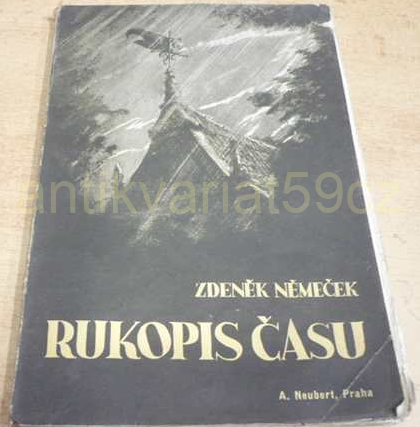 antikvariat59cz
ZDENĚK NĚMEČEK
RUKOPIS ČASU
A. Neubert, Praha